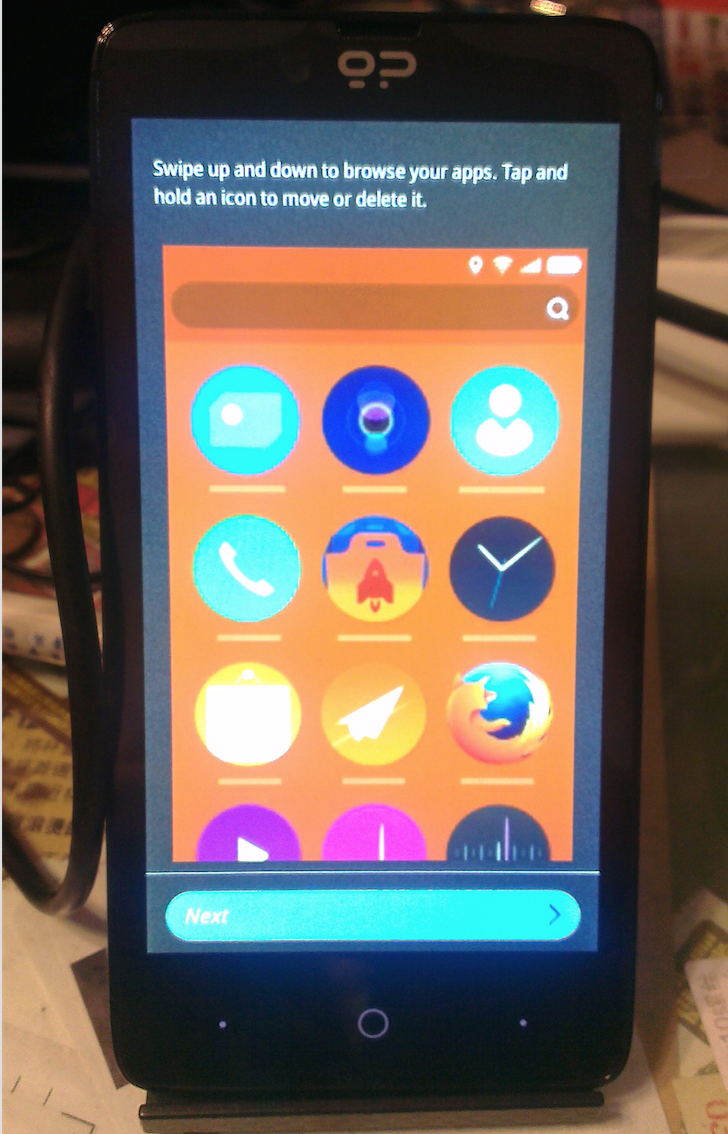 Swipe up and down to browse your apps. Tap and
hold an icon to move or delete it.
Next